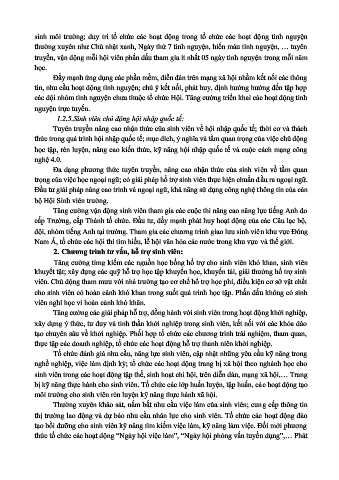 sinh môi trường; duy trì tổ chức các hoạt động trong tổ chức các hoạt động tình nguyện
thường xuyên như Chủ nhật xanh, Ngày thứ 7 tình nguyện, hiến máu tình nguyện, … tuyên
truyền, vận động mỗi hội viên phấn đấu tham gia ít nhất 05 ngày tình nguyện trong mỗi năm
học.
Đẩy mạnh ứng dụng các phần mềm, diễn đàn trên mạng xã hội nhằm kết nối các thông
tin, nhu cầu hoạt động tình nguyện; chú ý kết nối, phát huy, định hướng hướng đến tập hợp
các đội nhóm tình nguyện chưa thuộc tổ chức Hội. Tăng cường triển khai các hoạt động tình
nguyện trực tuyến.
1.2.5.Sinh viên chủ động hội nhập quốc tế:
Tuyên truyền nâng cao nhận thức của sinh viên về hội nhập quốc tế; thời cơ và thách
thức trong quá trình hội nhập quốc tế; mục đích, ý nghĩa và tầm quan trọng của việc chủ động
học tập, rèn luyện, nâng cao kiến thức, kỹ năng hội nhập quốc tế và cuộc cách mạng công
nghệ 4.0.
Đa dạng phương thức tuyên truyền, nâng cao nhận thức của sinh viên về tầm quan
trọng của việc học ngoại ngữ; có giải pháp hỗ trợ sinh viên thực hiện chuẩn đầu ra ngoại ngữ.
Đầu tư giải pháp nâng cao trình về ngoại ngữ, khả năng sử dụng công nghệ thông tin của cán
bộ Hội Sinh viên trường.
Tăng cường vận động sinh viên tham gia các cuộc thi nâng cao năng lực tiếng Anh do
cấp Trường, cấp Thành tổ chức. Đầu tư, đẩy mạnh phát huy hoạt động của các Câu lạc bộ,
đội, nhóm tiếng Anh tại trường. Tham gia các chương trình giao lưu sinh viên khu vực Đông
Nam Á, tổ chức các hội thi tìm hiểu, lễ hội văn hóa các nước trong khu vực và thế giới.
2. Chương trình tư vấn, hỗ trợ sinh viên:
Tăng cường tìm kiếm các nguồn học bổng hỗ trợ cho sinh viên khó khăn, sinh viên
khuyết tật; xây dựng các quỹ hỗ trợ học tập khuyến học, khuyến tài, giải thưởng hỗ trợ sinh
viên. Chủ động tham mưu với nhà trường tạo cơ chế hỗ trợ học phí, điều kiện cơ sở vật chất
cho sinh viên có hoàn cảnh khó khăn trong suốt quá trình học tập. Phấn đấu không có sinh
viên nghỉ học vì hoàn cảnh khó khăn.
Tăng cường các giải pháp hỗ trợ, đồng hành với sinh viên trong hoạt động khởi nghiệp,
xây dựng ý thức, tư duy và tinh thần khởi nghiệp trong sinh viên, kết nối với các khóa đào
tạo chuyên sâu về khởi nghiệp. Phối hợp tổ chức các chương trình trải nghiệm, tham quan,
thực tập các doanh nghiệp, tổ chức các hoạt động hỗ trợ thanh niên khởi nghiệp.
Tổ chức đánh giá nhu cầu, năng lực sinh viên, cập nhật những yêu cầu kỹ năng trong
nghề nghiệp, việc làm định kỳ; tổ chức các hoạt động trang bị xã hội theo nghành học cho
sinh viên trong các hoạt động tập thể, sinh hoạt chi hội, trên diễn đàn, mạng xã hội,… Trang
bị kỹ năng thực hành cho sinh viên. Tổ chức các lớp huấn luyện, tập huấn, các hoạt động tạo
môi trường cho sinh viên rèn luyện kỹ năng thực hành xã hội.
Thường xuyên khảo sát, nắm bắt nhu cầu việc làm của sinh viên; cung cấp thông tin
thị trường lao động và dự báo nhu cầu nhân lực cho sinh viên. Tổ chức các hoạt động đào
tạo bồi dưỡng cho sinh viên kỹ năng tìm kiếm việc làm, kỹ năng làm việc. Đổi mới phương
thức tổ chức các hoạt động “Ngày hội việc làm”, “Ngày hội phỏng vấn tuyển dụng”,… Phát